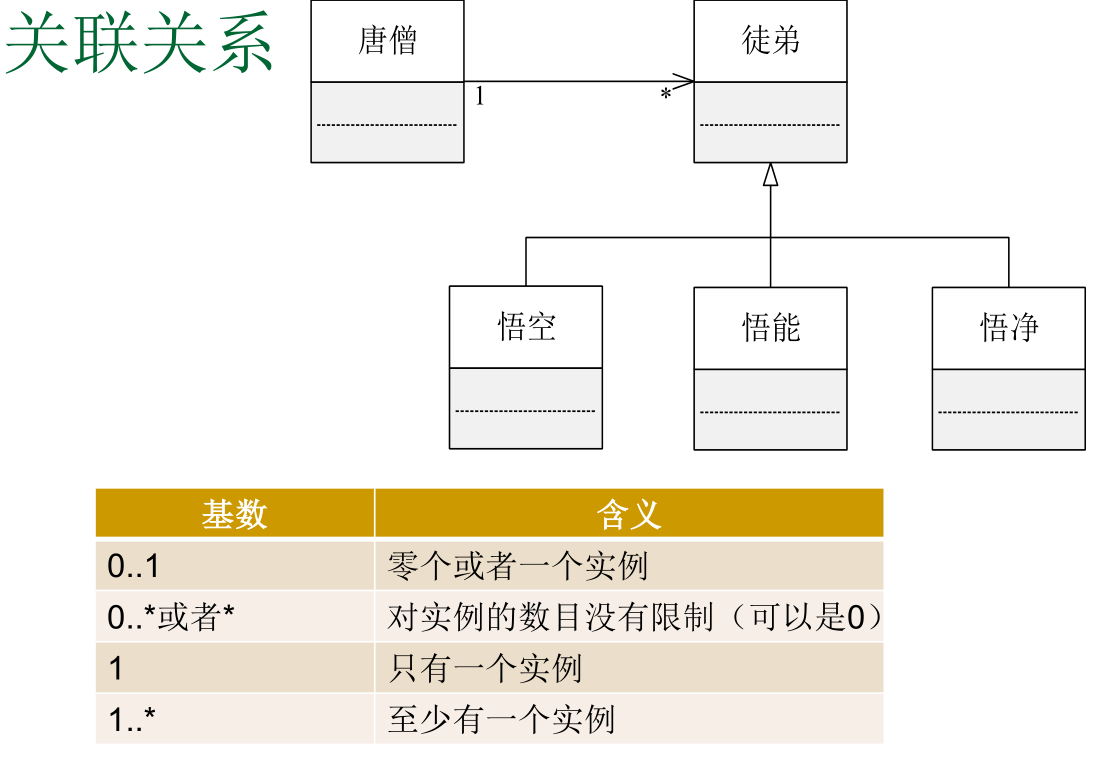 关联关系
唐僧
徒弟
1
*
悟空
悟能
悟净
基数 含义
0..1 零个或者一个实例
0..*或者* 对实例的数目没有限制（可以是0）
1 只有一个实例
1..* 至少有一个实例